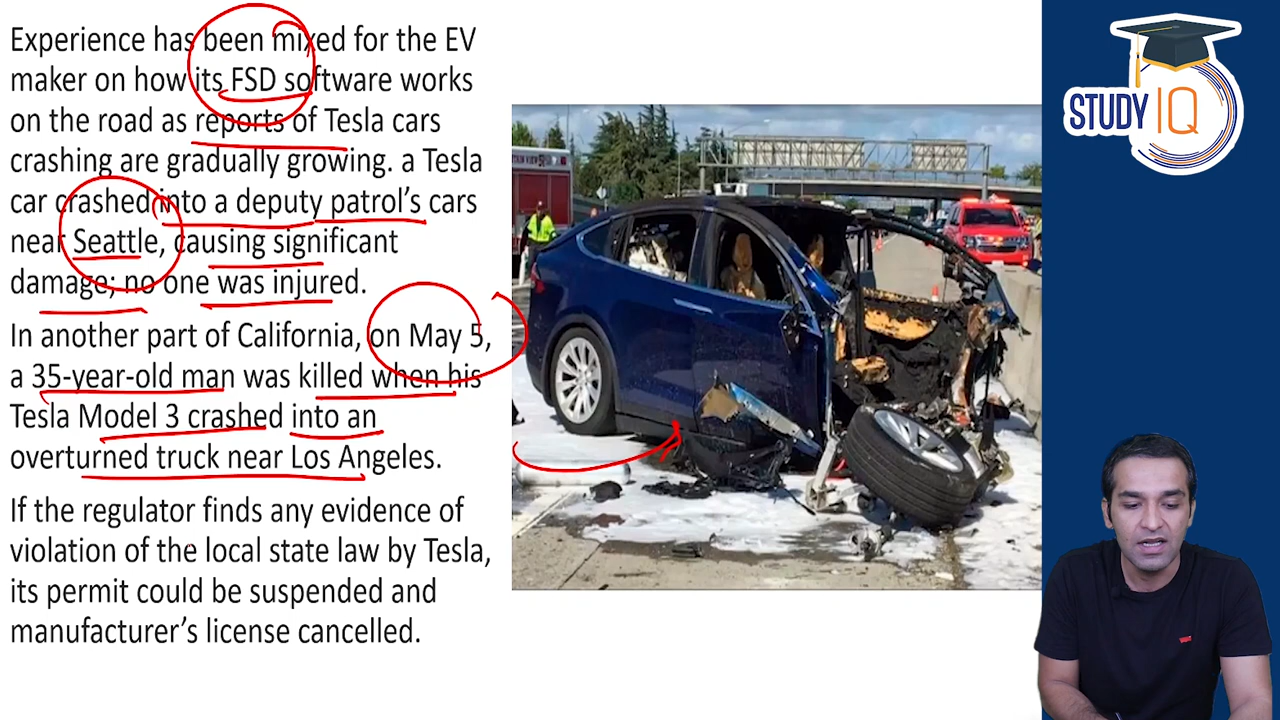 Experience has been mixed for the EV
maker on how its FSD software works
on the road as reports of Tesla cars
crashing are gradually growing. a Tesla
car crashed into a deputy patrol’s cars
near Seattle, causing significant
damage; no one was injured.
In another part of California, on May 5,
a 35-year-old man was killed when his
Tesla Model 3 crashed into an
overturned truck near Los Angeles.
If the regulator finds any evidence of
violation of the local state law by Tesla,
its permit could be suspended and
manufacturer’s license cancelled.
STUDY IQ